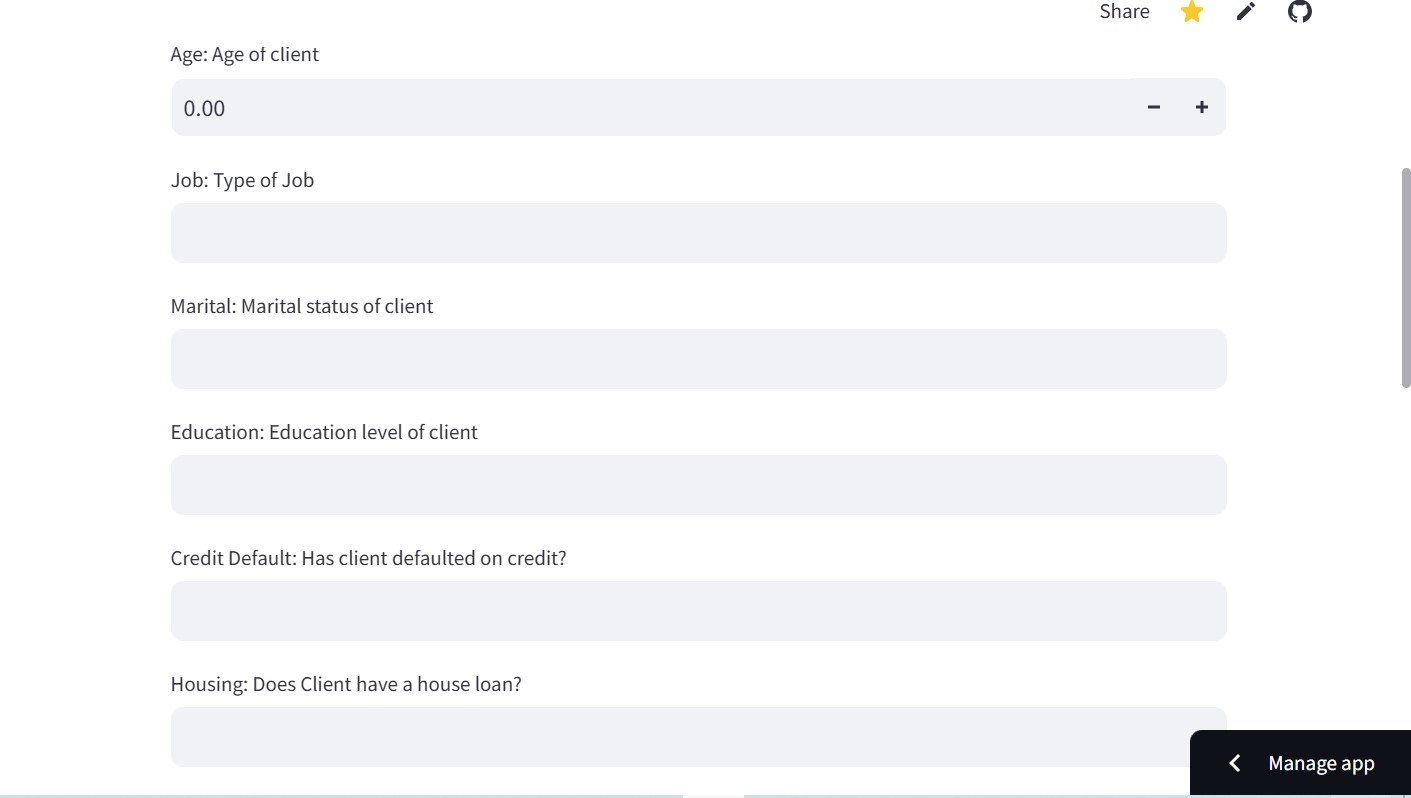 Share
Age: Age of client
0.00
Job: Type of Job
Marital: Marital status of client
Education: Education level of client
Credit Default: Has client defaulted on credit?
Housing: Does Client have a house loan?
Manage app